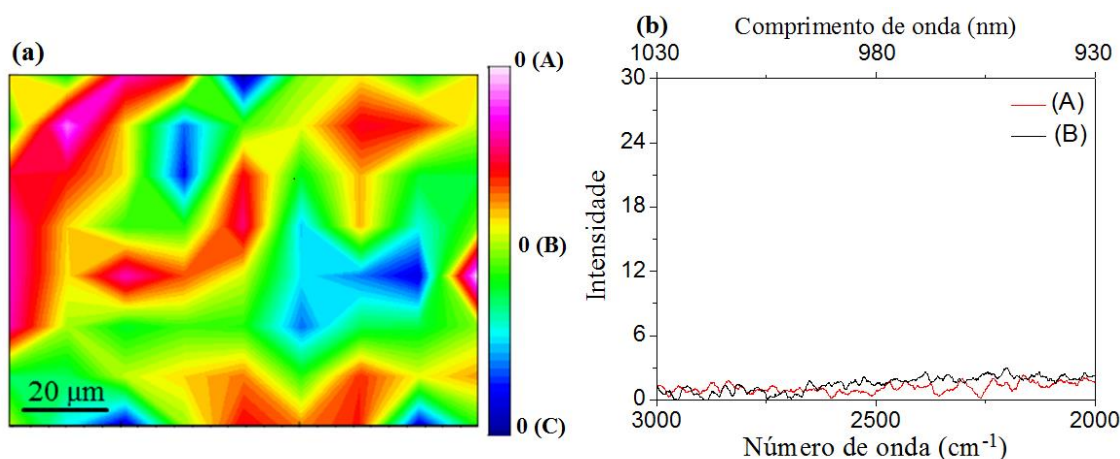 (a)
0 (A)
0 (B)
0 (C)
20 µm
(b)
Comprimento de onda (nm)
1030 980 930
30
24
18
12
6
0
Intensidade
(A)
(B)
3000 2500 2000
Número de onda (cm⁻¹)